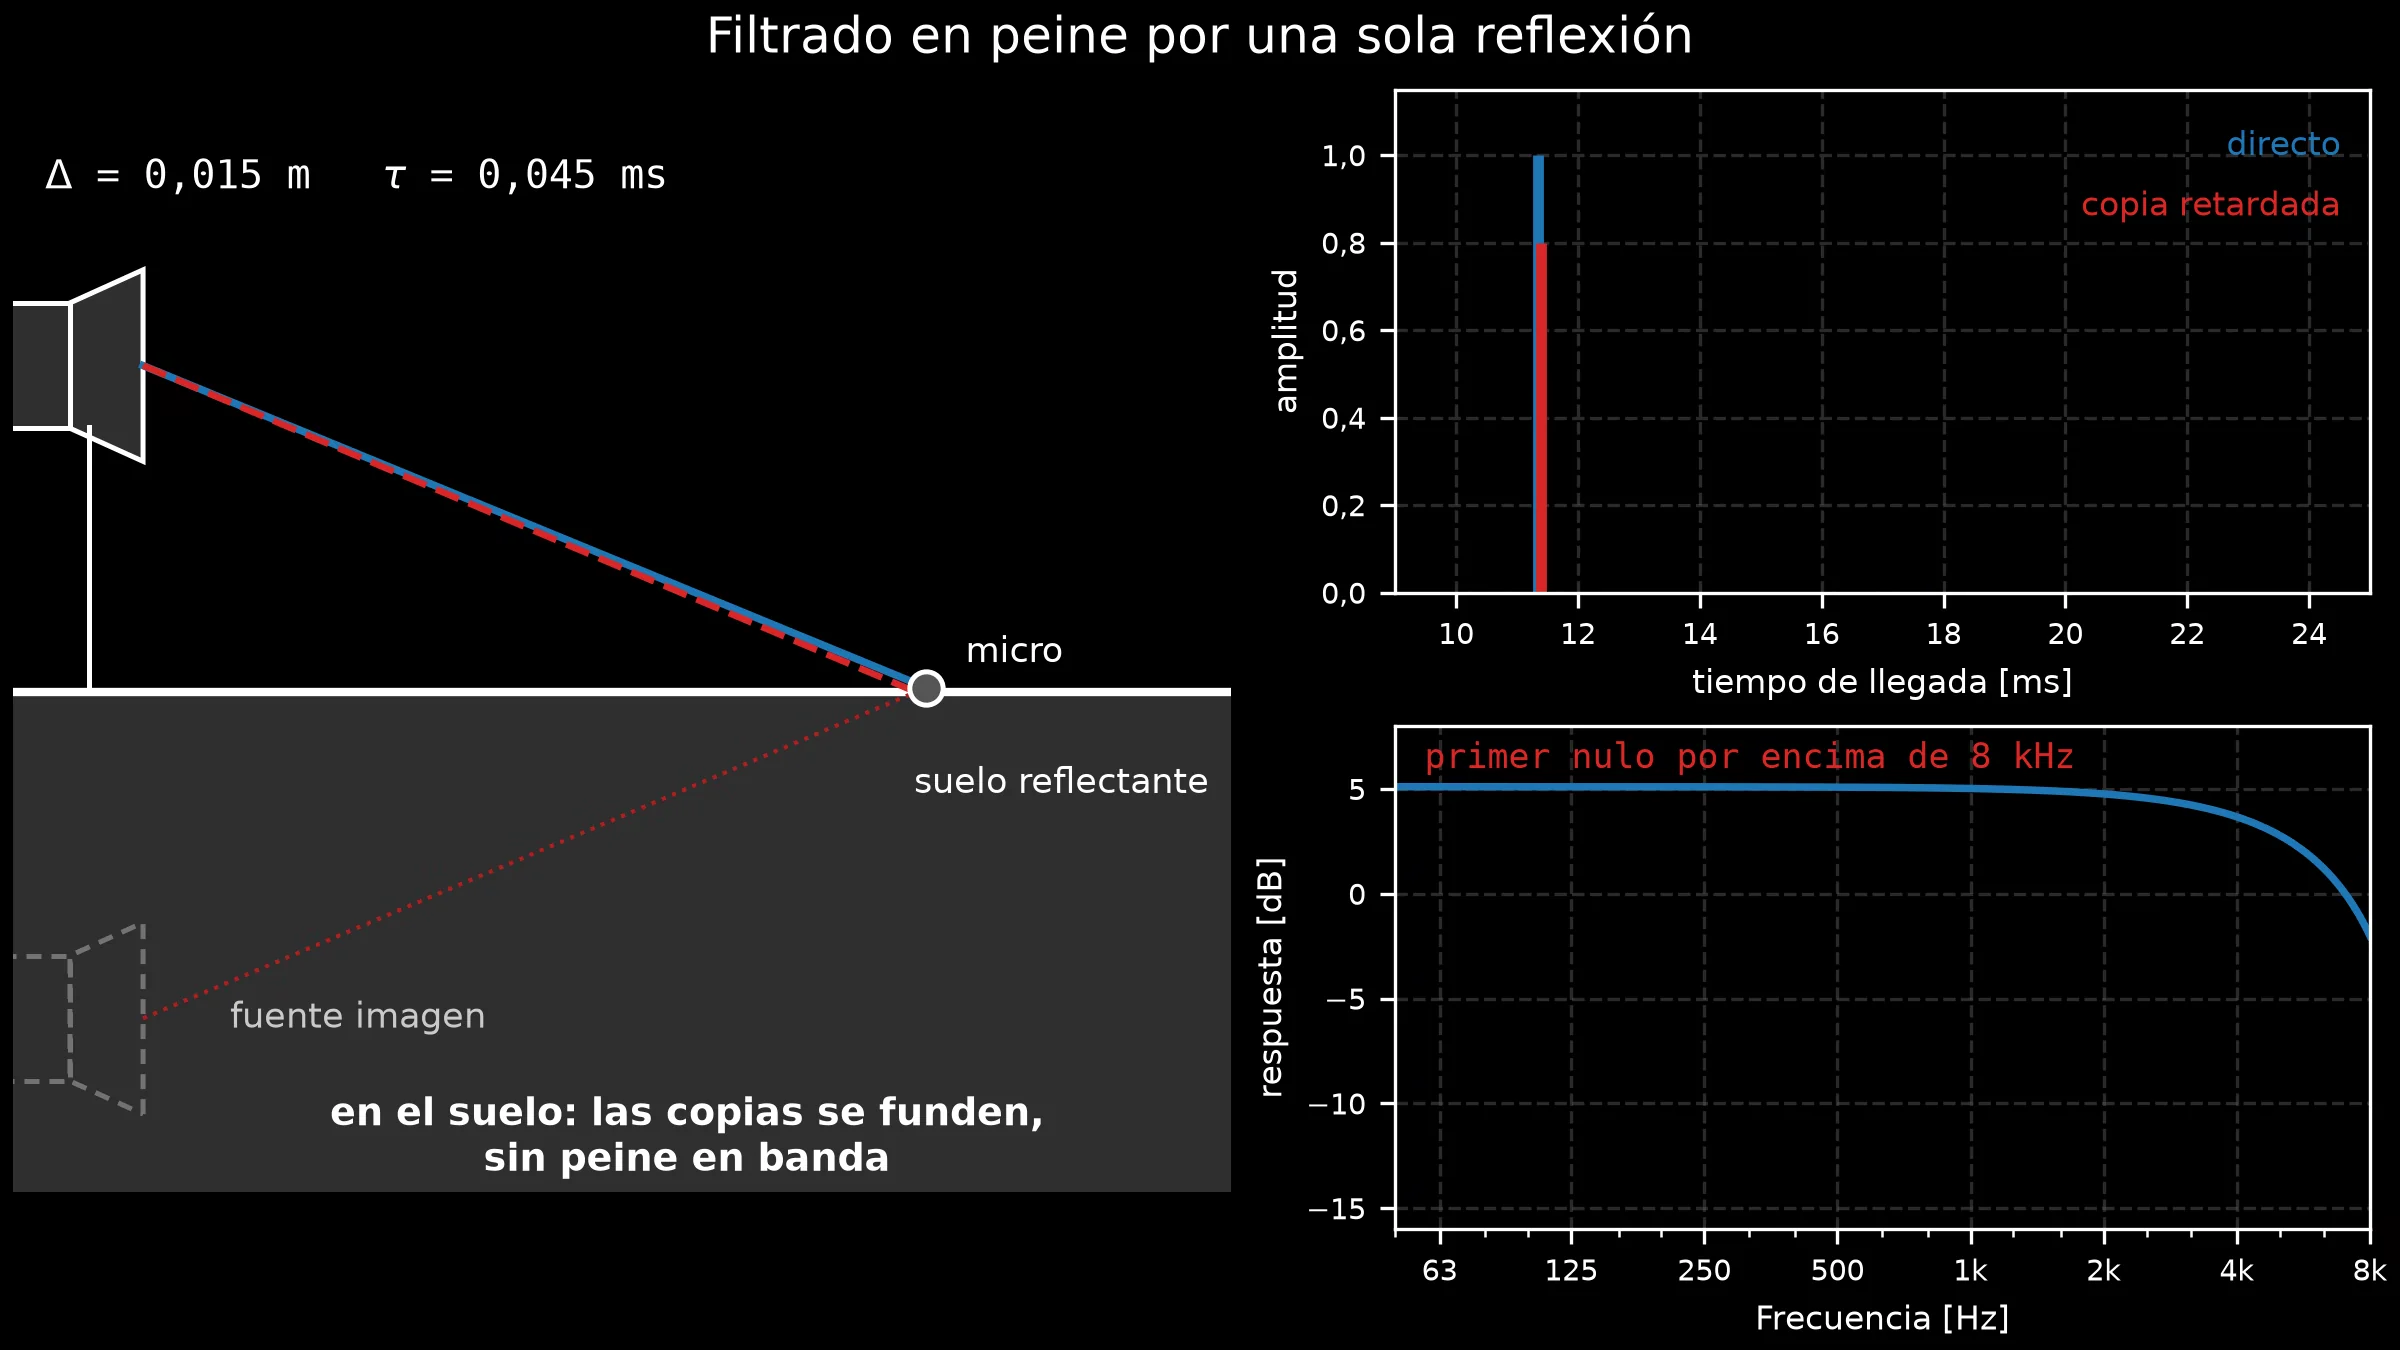 Filtrado en peine por una sola reflexión
Δ = 0,015 m τ = 0,045 ms
micro
suelo reflectante
fuente imagen
en el suelo: las copias se funden,
sin peine en banda
directo
copia retardada
amplitud
1,0
0,8
0,6
0,4
0,2
0,0
10 12 14 16 18 20 22 24
tiempo de llegada [ms]
primer nulo por encima de 8 kHz
respuesta [dB]
5
0
−5
−10
−15
63 125 250 500 1k 2k 4k 8k
Frecuencia [Hz]